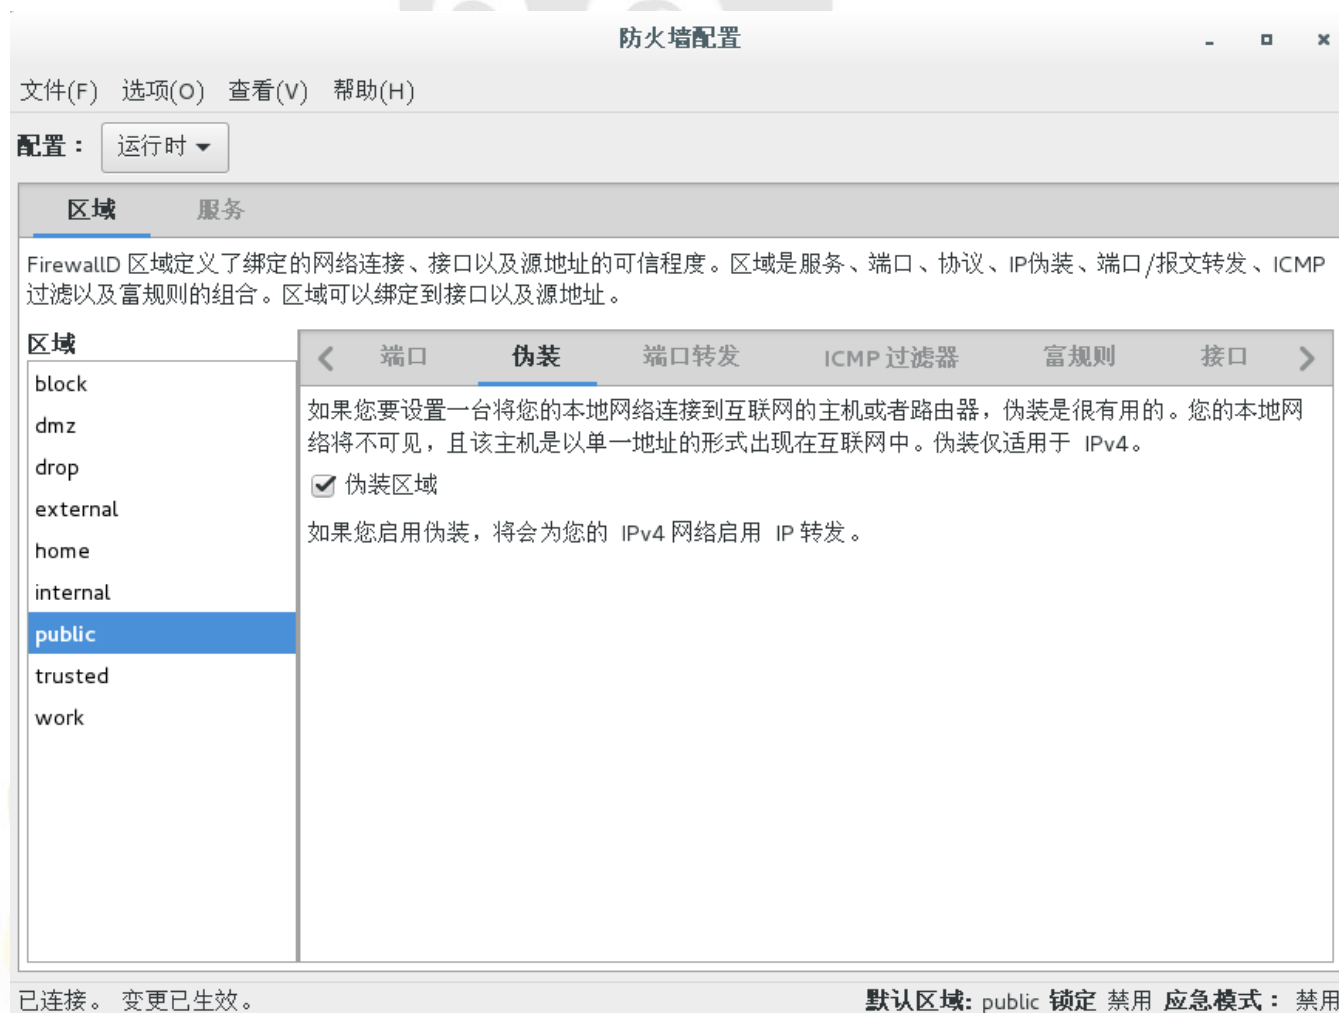 防火墙配置
文件(F) 选项(O) 查看(V) 帮助(H)
配置： 运行时
区域 服务
FirewallD 区域定义了绑定的网络连接、接口以及源地址的可信程度。区域是服务、端口、协议、IP伪装、端口/报文转发、ICMP
过滤以及富规则的组合。区域可以绑定到接口以及源地址。
区域
block
dmz
drop
external
home
internal
public
trusted
work
端口 伪装 端口转发 ICMP 过滤器 富规则 接口
如果您要设置一台将您的本地网络连接到互联网的主机或者路由器，伪装是很有用的。您的本地网
络将不可见，且该主机是以单一地址的形式出现在互联网中。伪装仅适用于 IPv4。
伪装区域
如果您启用伪装，将会为您的 IPv4 网络启用 IP 转发。
已连接。 变更已生效。
默认区域: public 锁定 禁用 应急模式： 禁用